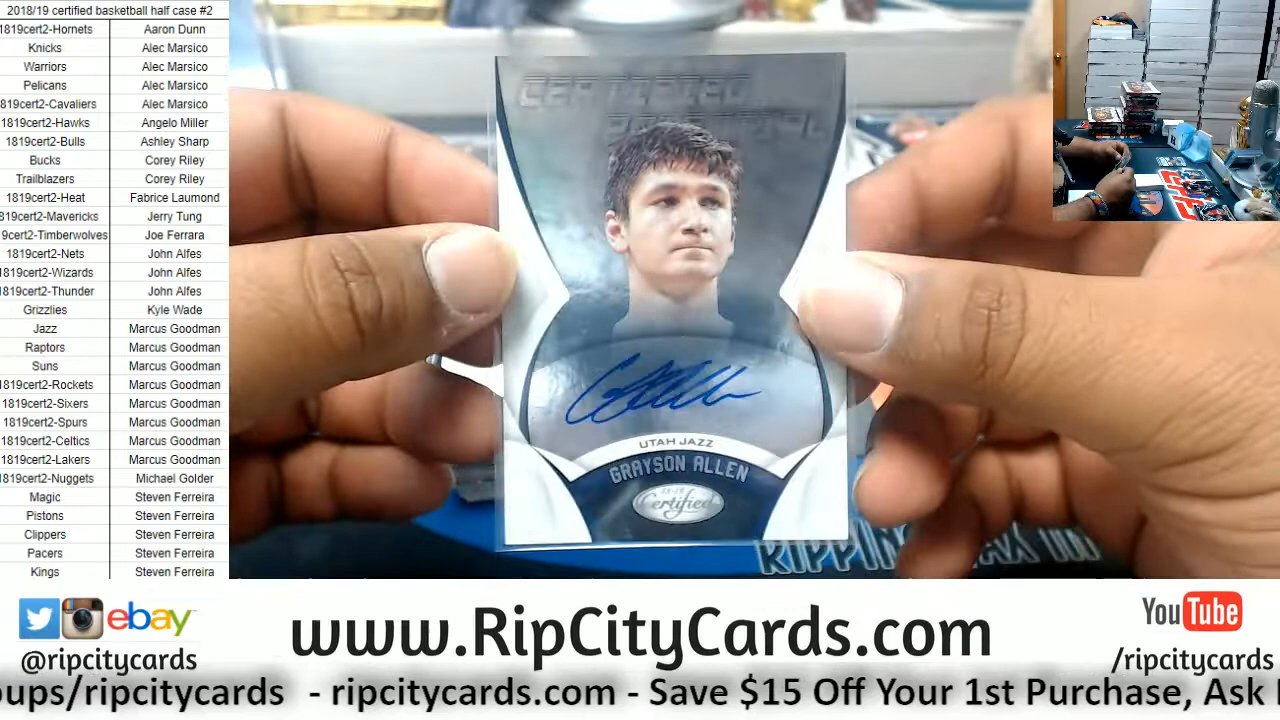 2018/19 certified basketball half case #2
1819cert2-Hornets Aaron Dunn
Knicks Alec Marsico
Warriors Alec Marsico
Pelicans Alec Marsico
1819cert2-Cavaliers Alec Marsico
1819cert2-Hawks Angelo Miller
1819cert2-Bulls Ashley Sharp
Bucks Corey Riley
Trailblazers Corey Riley
1819cert2-Heat Fabrice Laumond
819cert2-Mavericks Jerry Tung
9cert2-Timberwolves Joe Ferrara
1819cert2-Nets John Alfes
1819cert2-Wizards John Alfes
1819cert2-Thunder John Alfes
Grizzlies Kyle Wade
Jazz Marcus Goodman
Raptors Marcus Goodman
Suns Marcus Goodman
1819cert2-Rockets Marcus Goodman
1819cert2-Sixers Marcus Goodman
1819cert2-Spurs Marcus Goodman
1819cert2-Celtics Marcus Goodman
1819cert2-Lakers Marcus Goodman
1819cert2-Nuggets Michael Golder
Magic Steven Ferreira
Pistons Steven Ferreira
Clippers Steven Ferreira
Pacers Steven Ferreira
Kings Steven Ferreira
CERTIFIED
UTAH JAZZ
GRAYSON ALLEN
18-19
Certified
ebay
@ripcitycards
www.RipCityCards.com
YouTube
/ripcitycards
oups/ripcitycards - ripcitycards.com - Save $15 Off Your 1st Purchase, Ask